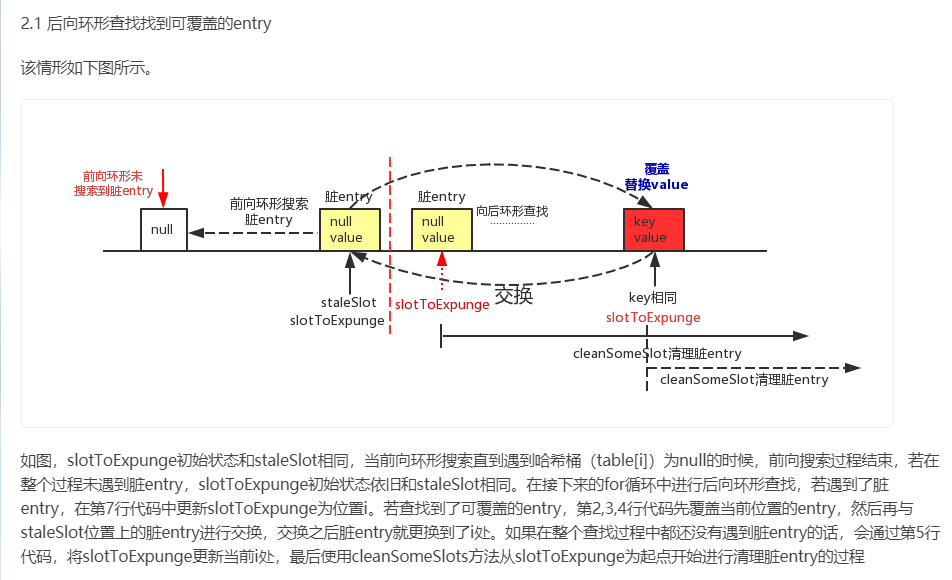 2.1 后向环形查找找到可覆盖的entry
该情形如下图所示。
前向环形未
搜索到脏entry
前向环形搜索
脏entry
脏entry
脏entry
向后环形查找
覆盖
替换value
null
null
value
null
value
key
value
staleSlot
slotToExpunge
slotToExpunge
交换
key相同
slotToExpunge
cleanSomeSlot清理脏entry
cleanSomeSlot清理脏entry
如图，slotToExpunge初始状态和staleSlot相同，当前向环形搜索直到遇到哈希桶（table[i]）为null的时候，前向搜索过程结束，若在
整个过程未遇到脏entry，slotToExpunge初始状态依旧和staleSlot相同。在接下来的for循环中进行后向环形查找，若遇到了脏
entry，在第7行代码中更新slotToExpunge为位置i。若查找到了可覆盖的entry，第2,3,4行代码先覆盖当前位置的entry，然后再与
staleSlot位置上的脏entry进行交换，交换之后脏entry就更换到了i处。如果在整个查找过程中都还没有遇到脏entry的话，会通过第5行
代码，将slotToExpunge更新当前i处，最后使用cleanSomeSlots方法从slotToExpunge为起点开始进行清理脏entry的过程